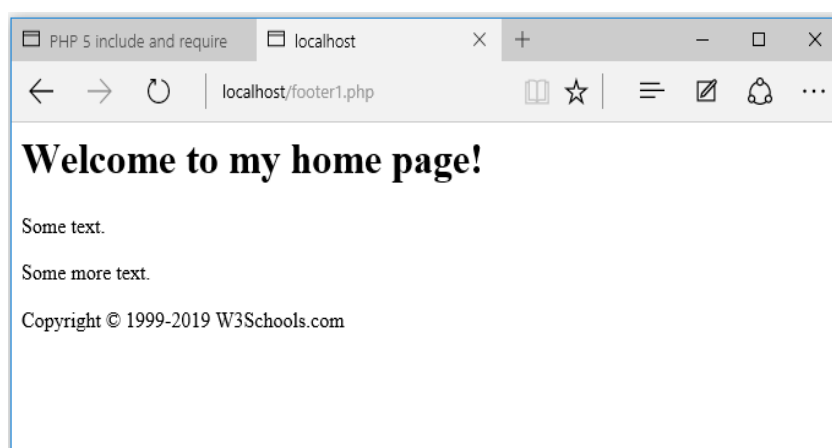 PHP 5 include and require
localhost
localhost/footer1.php
Welcome to my home page!
Some text.
Some more text.
Copyright © 1999-2019 W3Schools.com